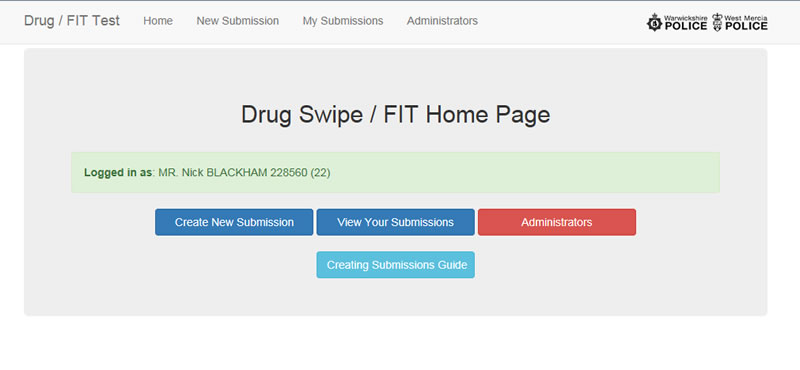 Drug / FIT Test Home New Submission My Submissions Administrators Warwickshire POLICE West Mercia POLICE
Drug Swipe / FIT Home Page
Logged in as: MR. Nick BLACKHAM 228560 (22)
Create New Submission View Your Submissions Administrators
Creating Submissions Guide